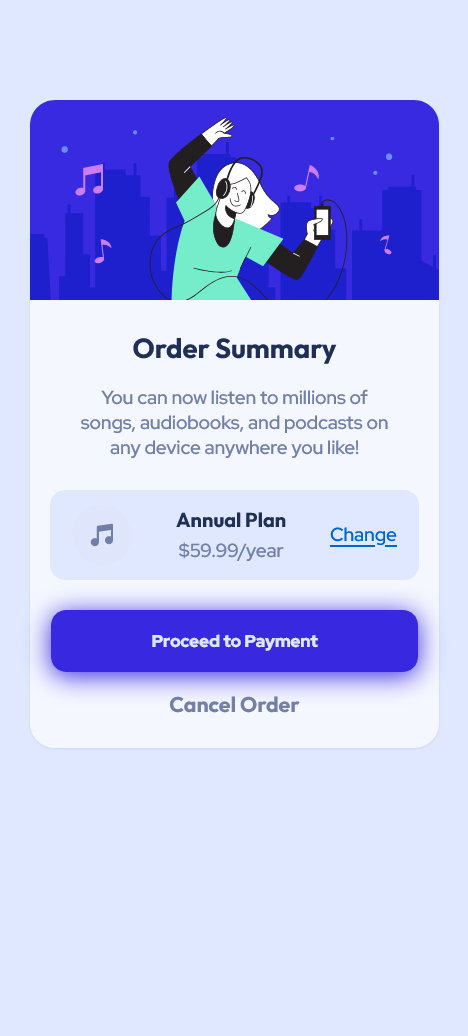 Order Summary
You can now listen to millions of
songs, audiobooks, and podcasts on
any device anywhere you like!
Annual Plan
$59.99/year
Change
Proceed to Payment
Cancel Order